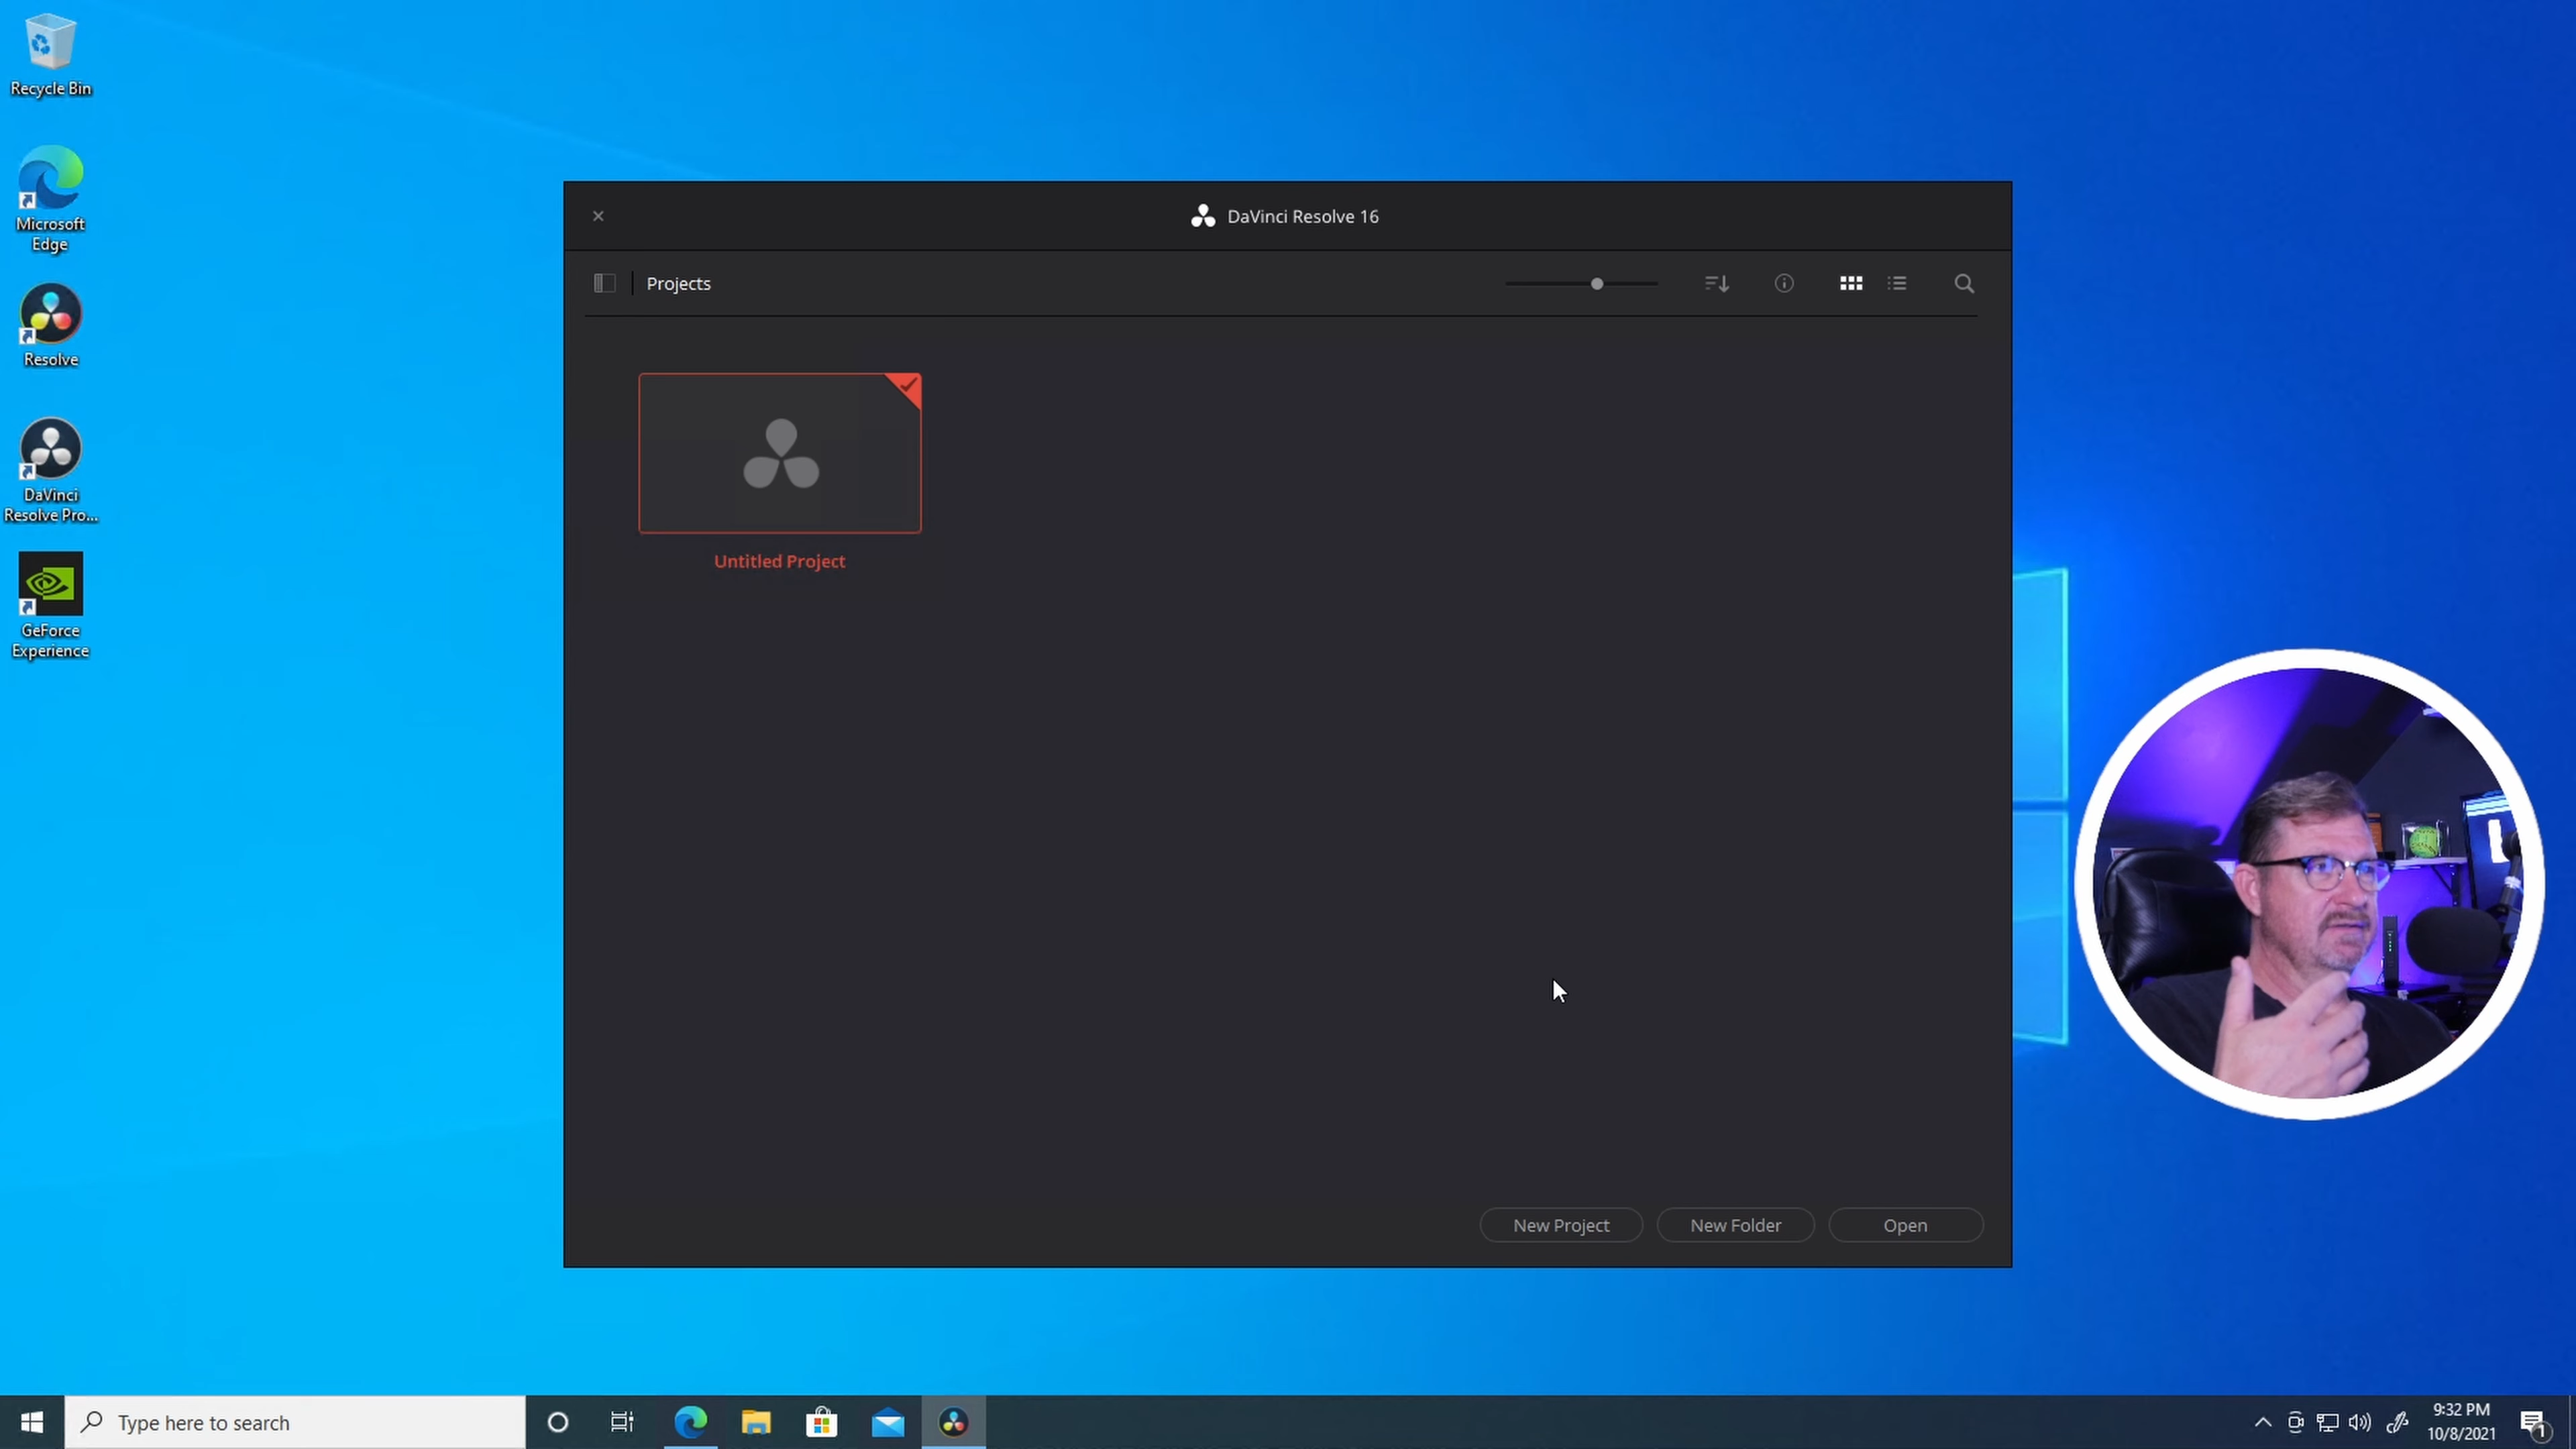 Recycle Bin
Microsoft
Edge
Resolve
DaVinci
Resolve Pro...
GeForce
Experience
DaVinci Resolve 16
Projects
Untitled Project
New Project
New Folder
Open
Type here to search
9:32 PM
10/8/2021
1